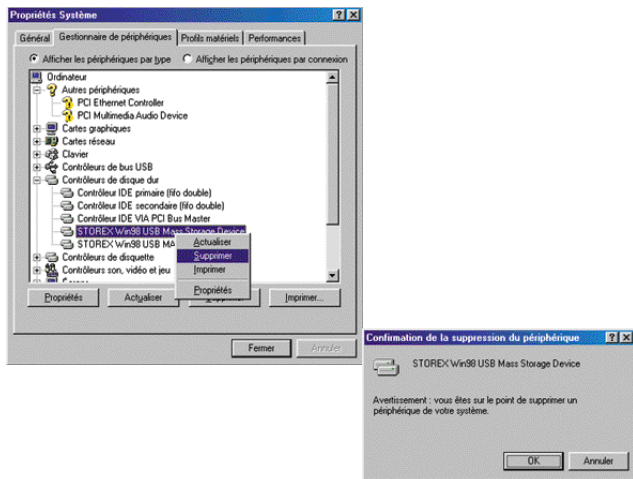 Propriétés Système
Général Gestionnaire de périphériques Profils matériels Performances
Afficher les périphériques par type Afficher les périphériques par connexion
Ordinateur
Autres périphériques
PCI Ethernet Controller
PCI Multimedia Audio Device
Cartes graphiques
Cartes réseau
Clavier
Contrôleurs de bus USB
Contrôleurs de disque dur
Contrôleur IDE primaire (fifo double)
Contrôleur IDE secondaire (fifo double)
Contrôleur IDE VIA PCI Bus Master
STOREX Win98 USB Mass Storage Device
STOREX Win98 USB MA
Contrôleurs de disquette
Contrôleurs son, vidéo et jeu
Actualiser
Supprimer
Imprimer
Propriétés
Propriétés Actualiser Imprimer...
Fermer Annuler
Confirmation de la suppression du périphérique
STOREX Win98 USB Mass Storage Device
Avertissement : vous êtes sur le point de supprimer un
périphérique de votre système.
OK Annuler